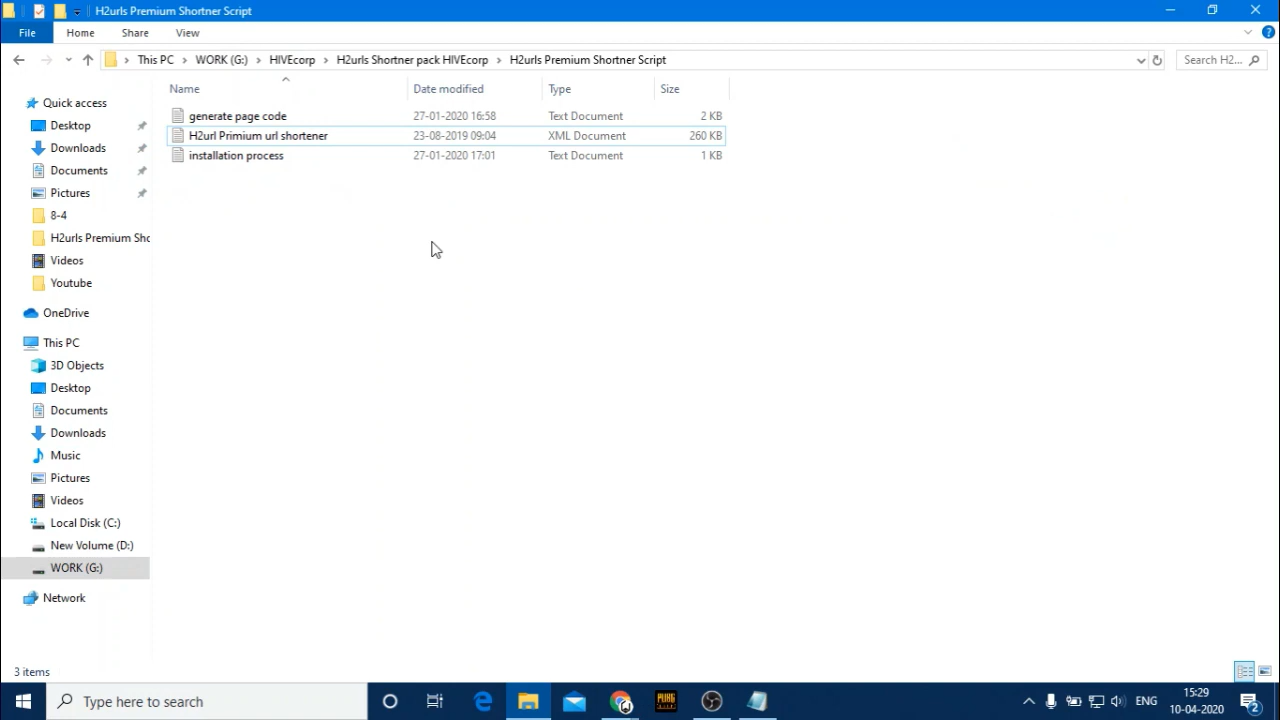 H2urls Premium Shortner Script
File Home Share View
This PC WORK (G:) HIVEcorp H2urls Shortner pack HIVEcorp H2urls Premium Shortner Script Search H2...
Name Date modified Type Size
generate page code 27-01-2020 16:58 Text Document 2 KB
H2url Primium url shortener 23-08-2019 09:04 XML Document 260 KB
installation process 27-01-2020 17:01 Text Document 1 KB
Quick access
Desktop
Downloads
Documents
Pictures
8-4
H2urls Premium Sho
Videos
Youtube
OneDrive
This PC
3D Objects
Desktop
Documents
Downloads
Music
Pictures
Videos
Local Disk (C:)
New Volume (D:)
WORK (G:)
Network
3 items
Type here to search
PUBG
ENG
15:29
10-04-2020
2